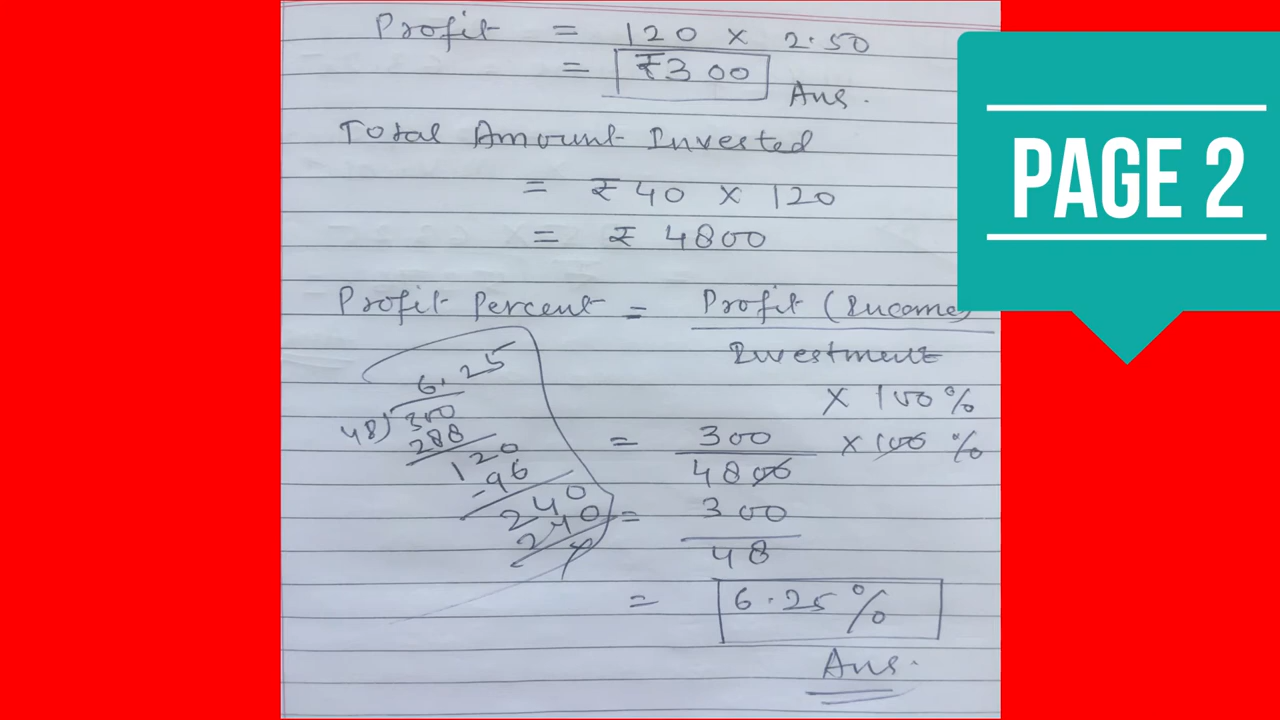 Profit = 120 × 2.50
= ₹300
Ans.
Total Amount Invested
= ₹ 40 × 120
= ₹ 4800
Profit Percent = Profit (Income)
Investment
× 100%
= 300 × 100 %
4800
= 300
48
= 6.25%
Ans.
6.25
48) 300
288
120
-96
240
240
×
PAGE 2